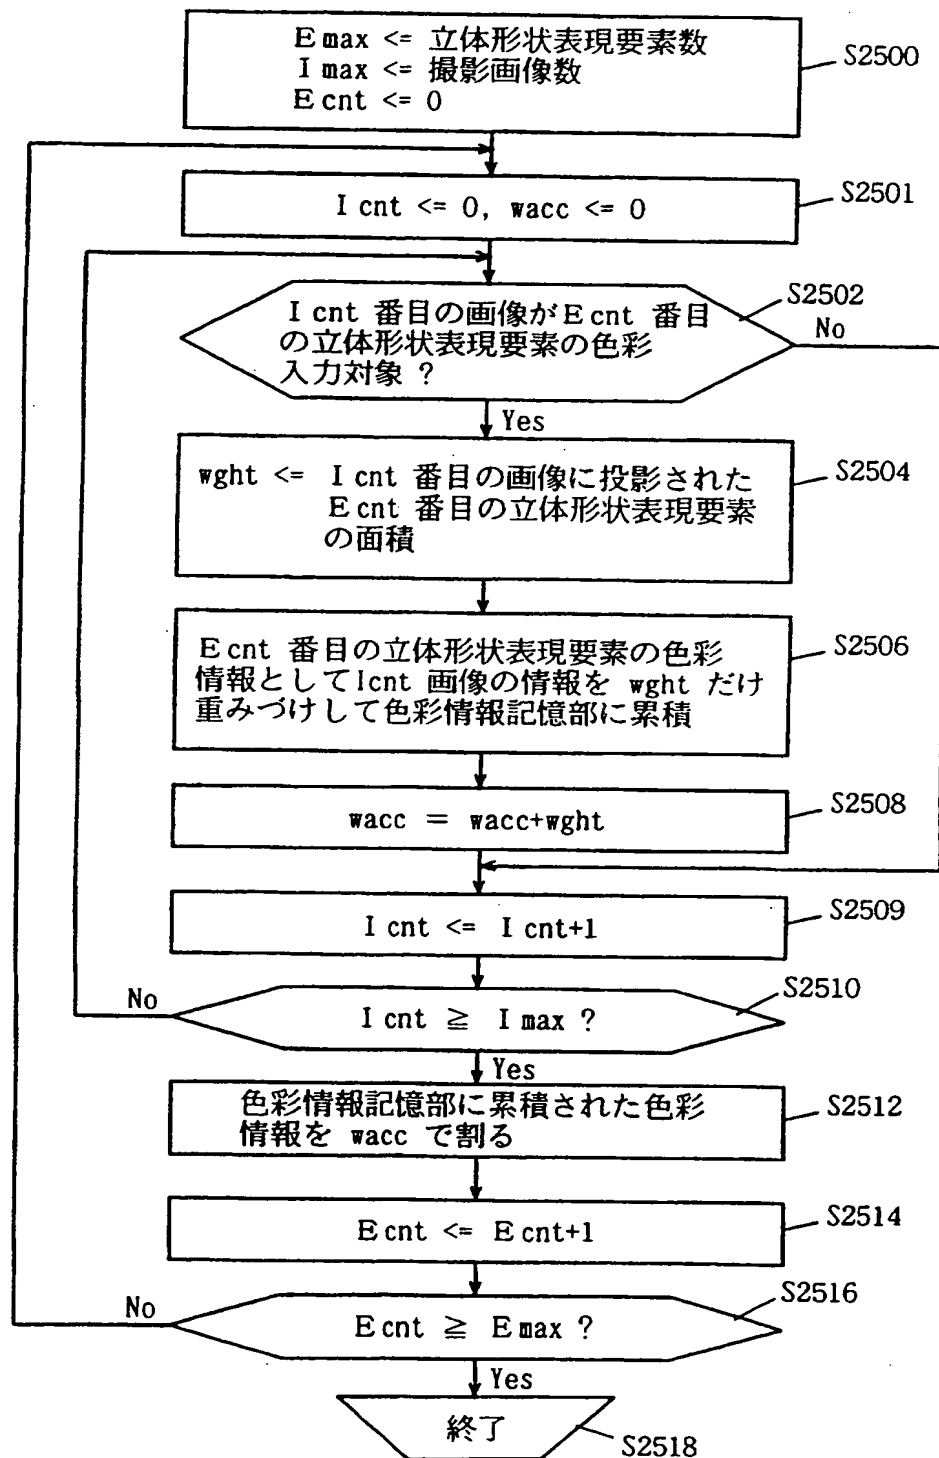 Emax <= 立体形状表現要素数
Imax <= 撮影画像数
Ecnt <= 0
S2500
Icnt <= 0, wacc <= 0
S2501
Icnt 番目の画像がEcnt 番目
の立体形状表現要素の色彩
入力対象 ?
S2502
No
Yes
wght <= Icnt 番目の画像に投影された
Ecnt 番目の立体形状表現要素
の面積
S2504
Ecnt 番目の立体形状表現要素の色彩
情報としてIcnt 画像の情報を wght だけ
重みづけして色彩情報記憶部に累積
S2506
wacc = wacc+wght
S2508
Icnt <= Icnt+1
S2509
No
Icnt ≧ Imax ?
S2510
Yes
色彩情報記憶部に累積された色彩
情報を wacc で割る
S2512
Ecnt <= Ecnt+1
S2514
No
Ecnt ≧ Emax ?
S2516
Yes
終了
S2518